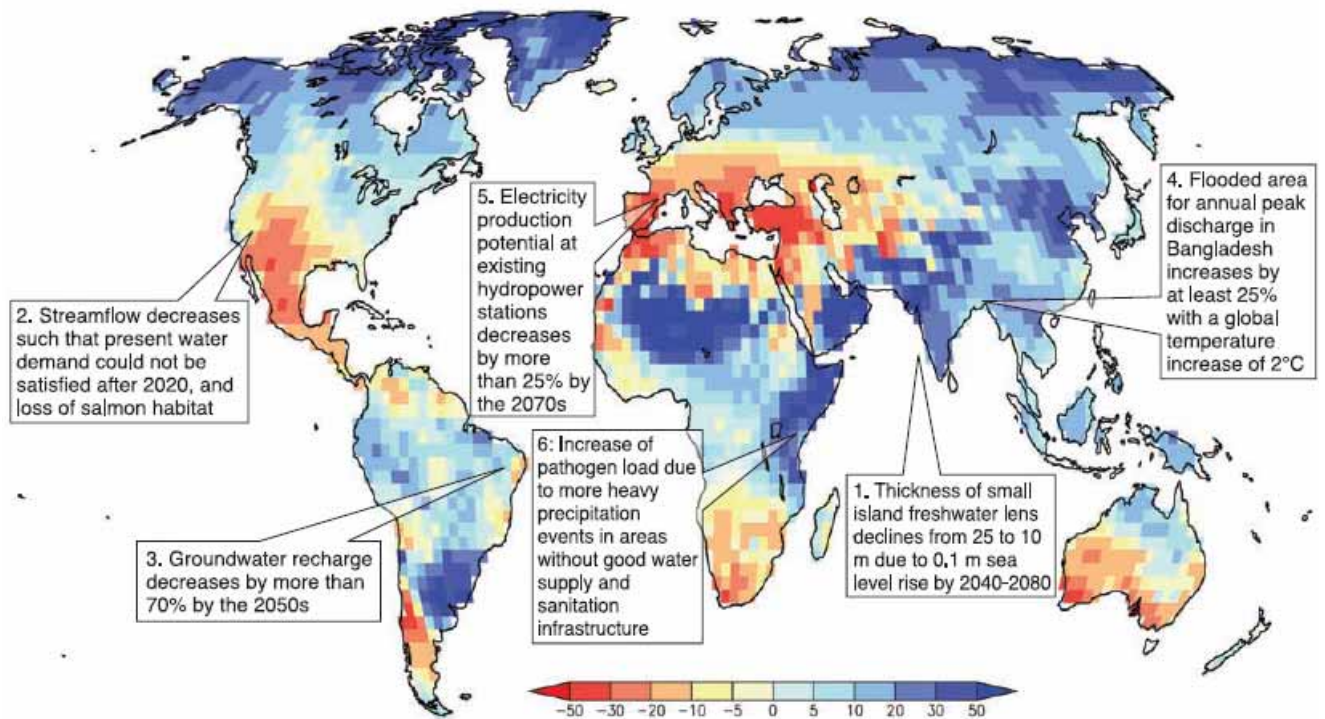 5. Electricity
production
potential at
existing
hydropower
stations
decreases
by more
than 25% by
the 2070s
4. Flooded area
for annual peak
discharge in
Bangladesh
increases by
at least 25%
with a global
temperature
increase of 2°C
2. Streamflow decreases
such that present water
demand could not be
satisfied after 2020, and
loss of salmon habitat
6: Increase of
pathogen load due
to more heavy
precipitation
events in areas
without good water
supply and
sanitation
infrastructure
1. Thickness of small
island freshwater lens
declines from 25 to 10
m due to 0.1 m sea
level rise by 2040-2080
3. Groundwater recharge
decreases by more than
70% by the 2050s
−50 −30 −20 −10 −5 0 5 10 20 30 50